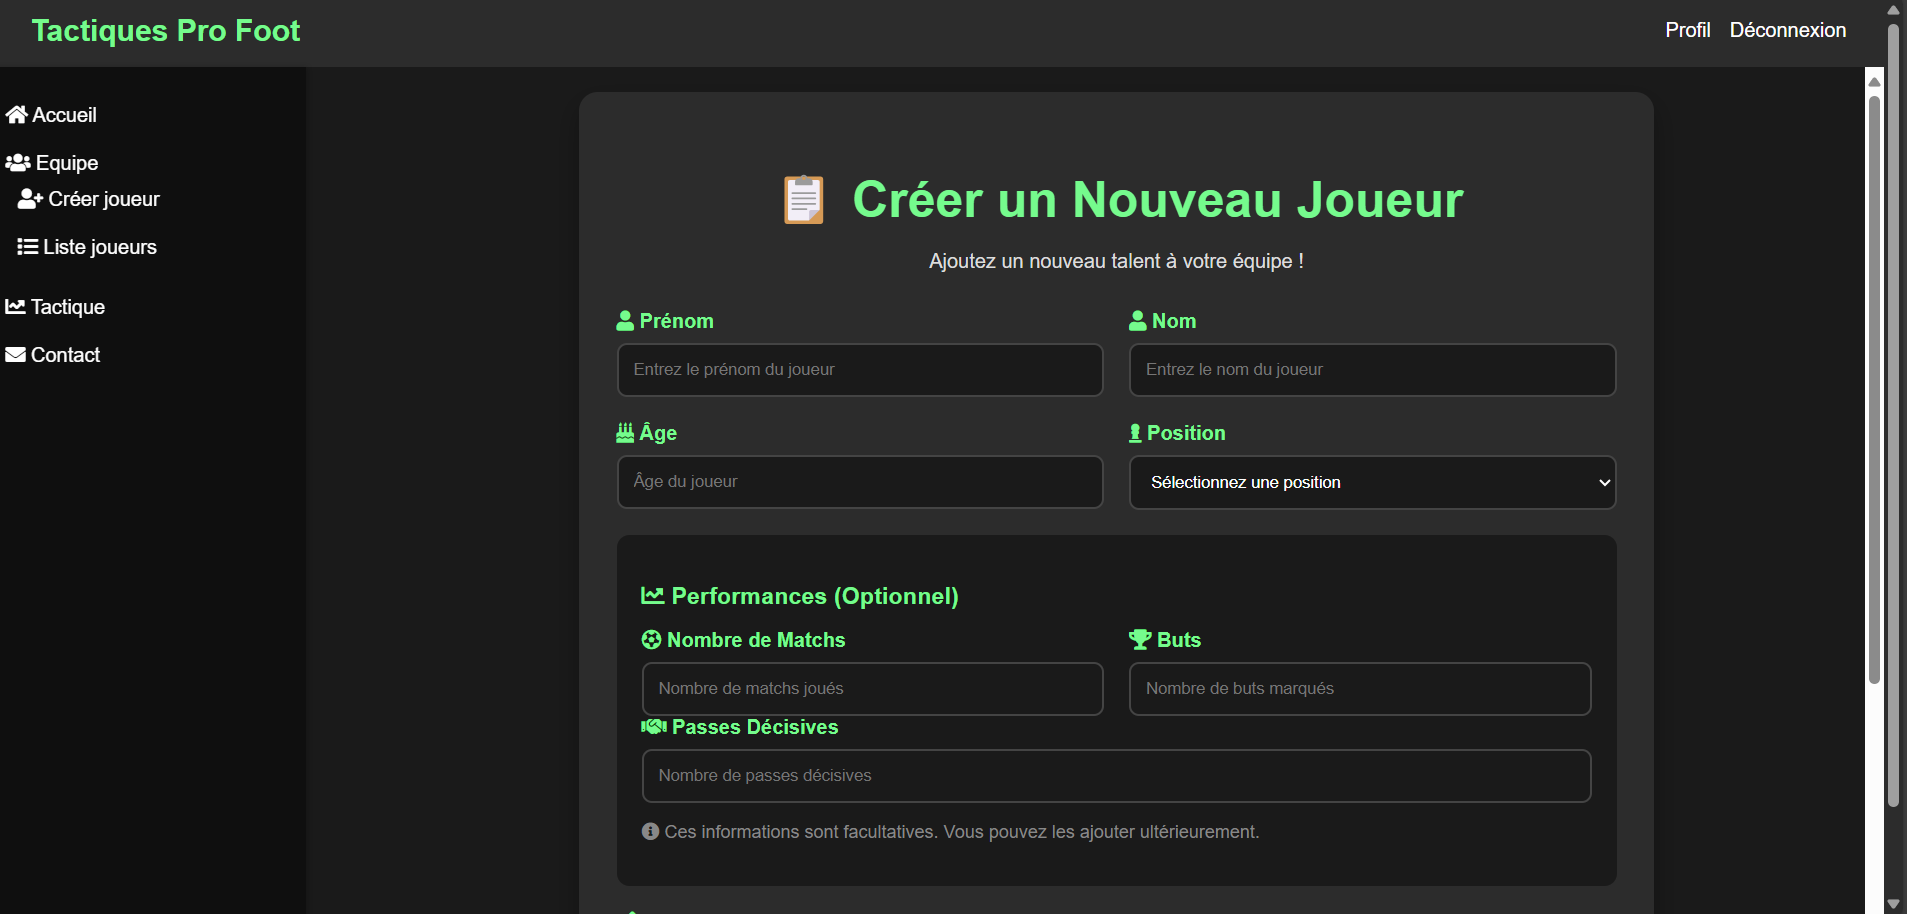 Tactiques Pro Foot
Profil Déconnexion
Accueil
Equipe
Créer joueur
Liste joueurs
Tactique
Contact
Créer un Nouveau Joueur
Ajoutez un nouveau talent à votre équipe !
Prénom
Entrez le prénom du joueur
Nom
Entrez le nom du joueur
Âge
Âge du joueur
Position
Sélectionnez une position
Performances (Optionnel)
Nombre de Matchs
Nombre de matchs joués
Buts
Nombre de buts marqués
Passes Décisives
Nombre de passes décisives
Ces informations sont facultatives. Vous pouvez les ajouter ultérieurement.